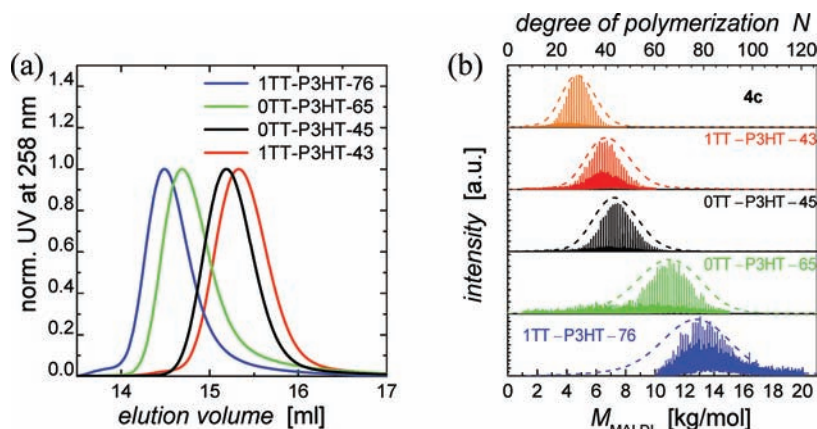 (a)
norm. UV at 258 nm
1.4
1.2
1.0
0.8
0.6
0.4
0.2
0.0
1TT-P3HT-76
0TT-P3HT-65
0TT-P3HT-45
1TT-P3HT-43
14 15 16 17
elution volume [ml]
(b)
degree of polymerization N
0 20 40 60 80 100 120
intensity [a.u.]
4c
1TT–P3HT–43
0TT–P3HT–45
0TT–P3HT–65
1TT–P3HT–76
0 2 4 6 8 10 12 14 16 18 20
M_MALDI [kg/mol]